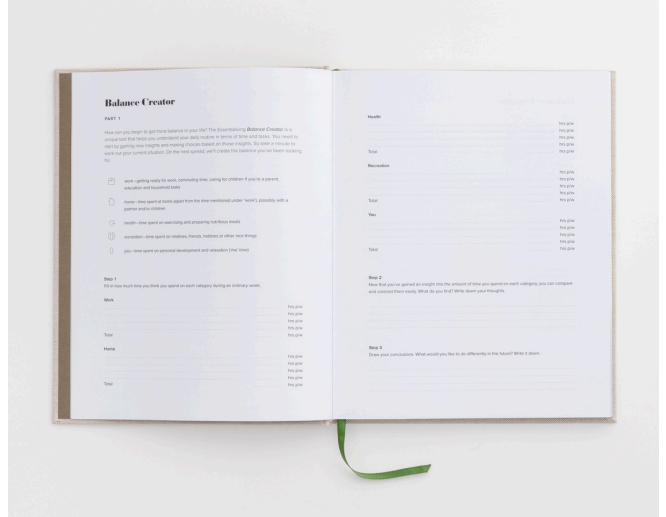 Balance Creator
PART 1
How can you begin to get more balance in your life? The Essentialising Balance Creator is a
unique tool that helps you understand your daily routine in terms of time and tasks. You need to
start by gaining new insights and making choices based on those insights. So take a minute to
work out your current situation. On the next spread, we'll create the balance you've been looking
for.
work – getting ready for work, commuting time, caring for children if you're a parent,
education and household tasks
home – time spent at home apart from the time mentioned under 'work', possibly with a
partner and/or children
health – time spent on exercising and preparing nutritious meals
recreation – time spent on relatives, friends, hobbies or other nice things
you – time spent on personal development and relaxation ('me' time)
Step 1
Fill in how much time you think you spend on each category during an ordinary week.
Work
hrs p/w
hrs p/w
hrs p/w
hrs p/w
Total hrs p/w
Home
hrs p/w
hrs p/w
hrs p/w
hrs p/w
Total hrs p/w
Health
hrs p/w
hrs p/w
hrs p/w
hrs p/w
Total hrs p/w
Recreation
hrs p/w
hrs p/w
hrs p/w
hrs p/w
Total hrs p/w
You
hrs p/w
hrs p/w
hrs p/w
hrs p/w
Total hrs p/w
Step 2
Now that you've gained an insight into the amount of time you spend on each category, you can compare
and contrast them easily. What do you find? Write down your thoughts.
Step 3
Draw your conclusions. What would you like to do differently in the future? Write it down.